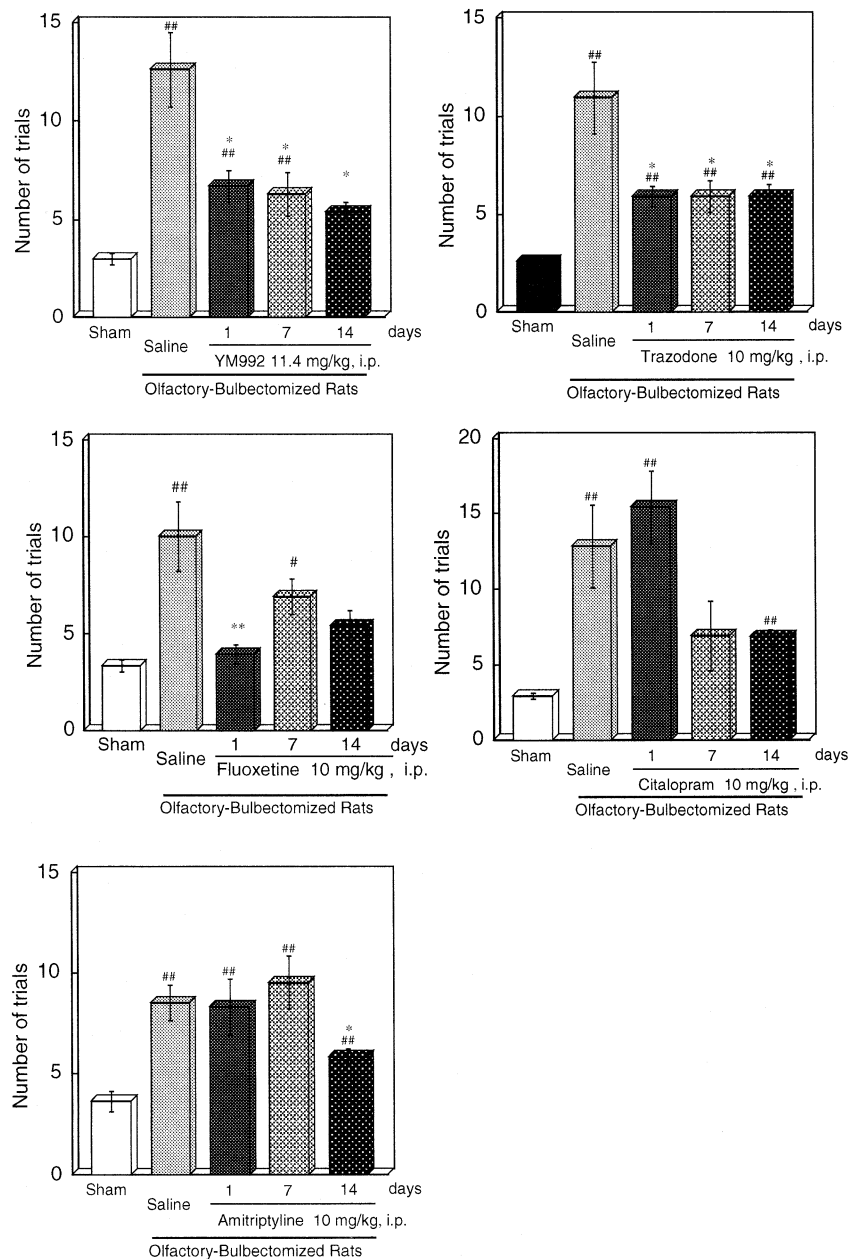 15
10
5
0
Number of trials
##
*
##
*
##
*
Sham
Saline
1 7 14 days
YM992 11.4 mg/kg, i.p.
Olfactory-Bulbectomized Rats
15
10
5
0
Number of trials
##
*
##
*
##
*
##
Sham
Saline
1 7 14 days
Trazodone 10 mg/kg , i.p.
Olfactory-Bulbectomized Rats
15
10
5
0
Number of trials
##
**
#
Sham
Saline
1 7 14 days
Fluoxetine 10 mg/kg , i.p.
Olfactory-Bulbectomized Rats
20
15
10
5
0
Number of trials
##
##
##
Sham
Saline
1 7 14 days
Citalopram 10 mg/kg , i.p.
Olfactory-Bulbectomized Rats
15
10
5
0
Number of trials
##
##
##
*
##
Sham
Saline
1 7 14 days
Amitriptyline 10 mg/kg, i.p.
Olfactory-Bulbectomized Rats